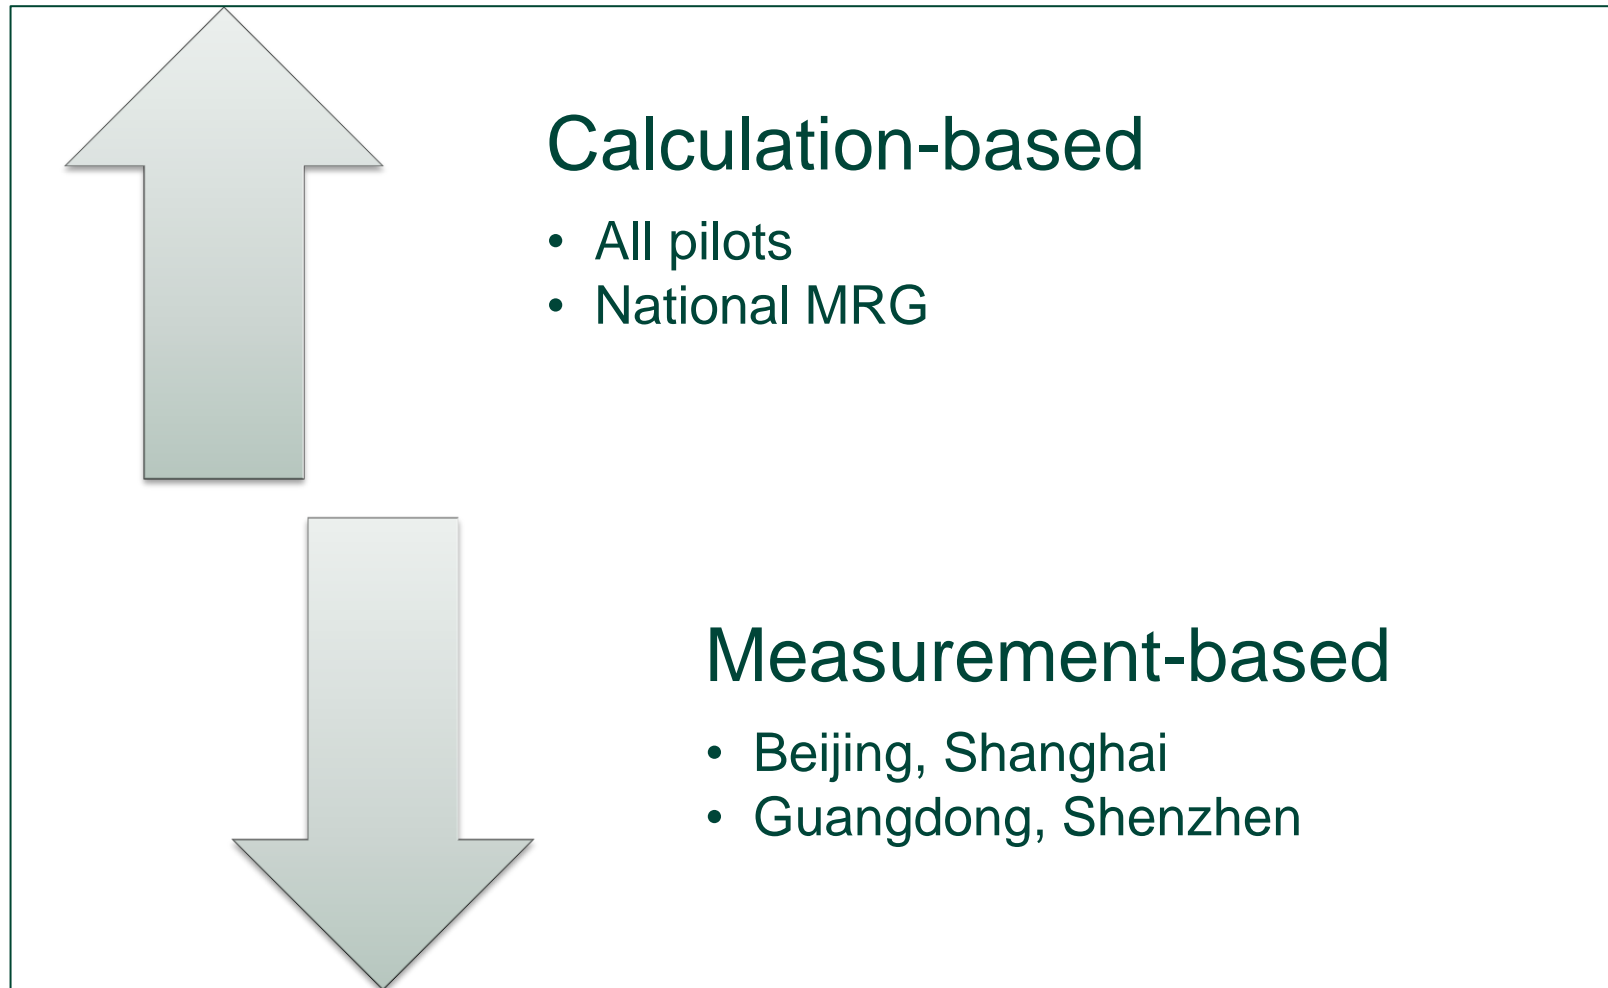 Calculation-based
• All pilots
• National MRG
Measurement-based
• Beijing, Shanghai
• Guangdong, Shenzhen